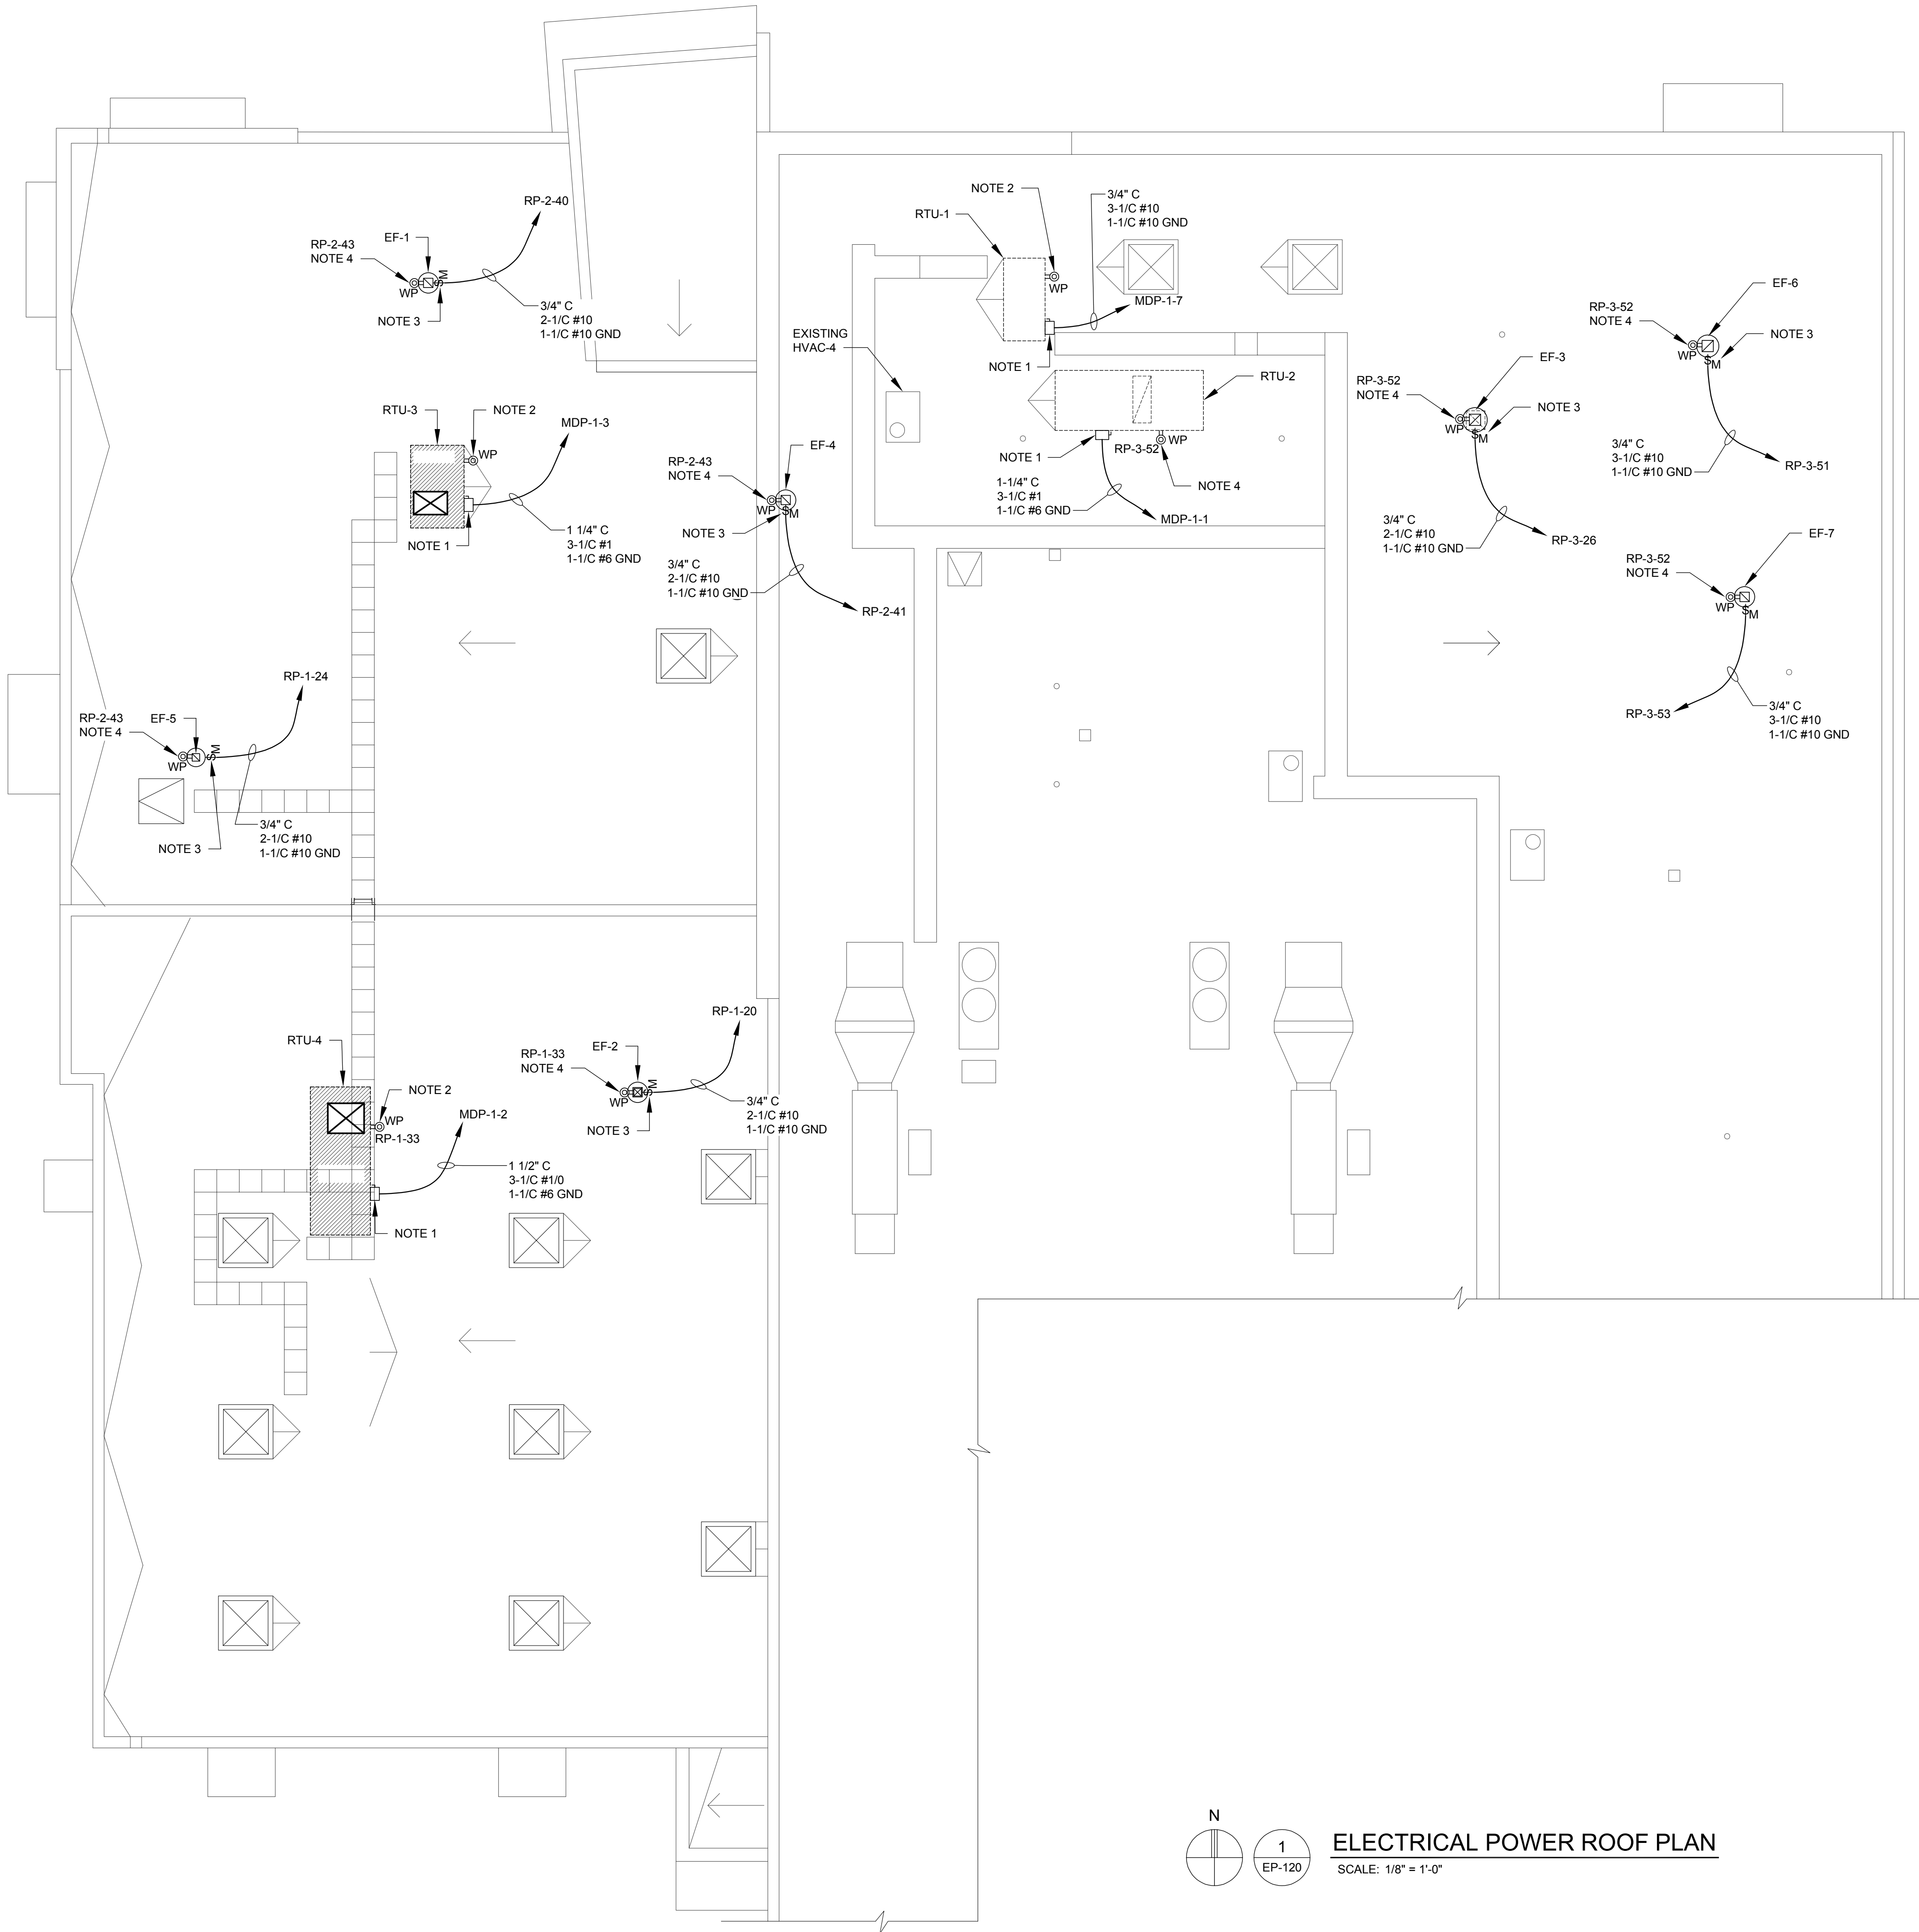 RP-2-40
EF-1
RP-2-43
NOTE 4
WP
$M
NOTE 3
3/4" C
2-1/C #10
1-1/C #10 GND
NOTE 2
RTU-1
3/4" C
3-1/C #10
1-1/C #10 GND
WP
MDP-1-7
EXISTING
HVAC-4
NOTE 1
RTU-2
NOTE 1
RP-3-52
WP
NOTE 4
1-1/4" C
3-1/C #1
1-1/C #6 GND
MDP-1-1
EF-6
RP-3-52
NOTE 4
NOTE 3
WP
$M
3/4" C
3-1/C #10
1-1/C #10 GND
RP-3-51
EF-3
RP-3-52
NOTE 4
NOTE 3
WP
$M
3/4" C
2-1/C #10
1-1/C #10 GND
RP-3-26
EF-7
RP-3-52
NOTE 4
WP
$M
RP-3-53
3/4" C
3-1/C #10
1-1/C #10 GND
RTU-3
NOTE 2
MDP-1-3
WP
NOTE 1
1 1/4" C
3-1/C #1
1-1/C #6 GND
EF-4
RP-2-43
NOTE 4
WP
$M
NOTE 3
3/4" C
2-1/C #10
1-1/C #10 GND
RP-2-41
RP-1-24
RP-2-43
NOTE 4
EF-5
WP
$M
NOTE 3
3/4" C
2-1/C #10
1-1/C #10 GND
RP-1-20
EF-2
RP-1-33
NOTE 4
WP
$M
NOTE 3
3/4" C
2-1/C #10
1-1/C #10 GND
RTU-4
NOTE 2
WP
RP-1-33
MDP-1-2
1 1/2" C
3-1/C #1/0
1-1/C #6 GND
NOTE 1
N
1
EP-120
ELECTRICAL POWER ROOF PLAN
SCALE: 1/8" = 1'-0"